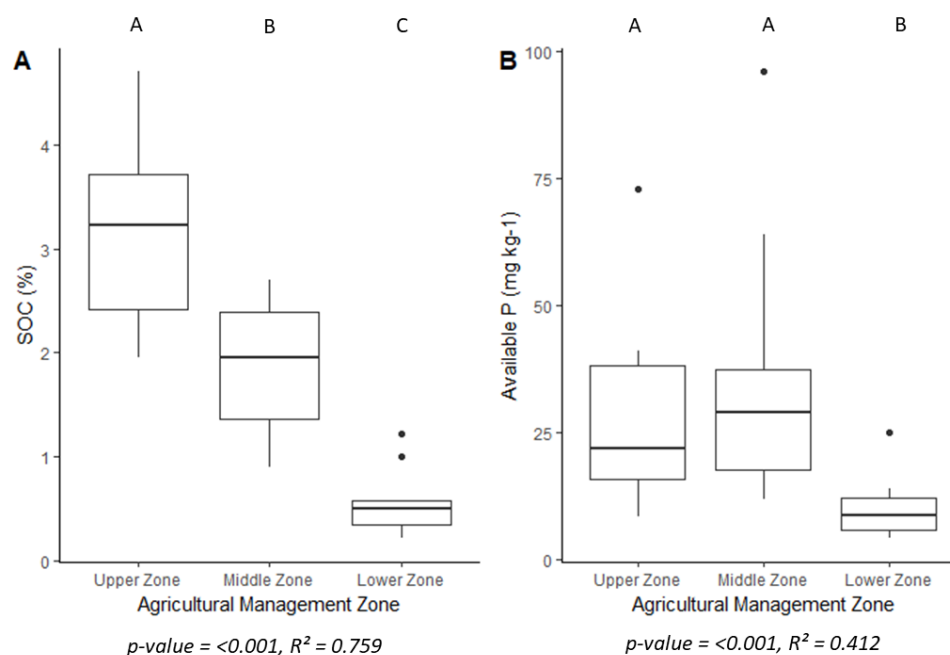 A B C
A
SOC (%)
4
3
2
1
0
Upper Zone Middle Zone Lower Zone
Agricultural Management Zone
p-value = <0.001, R² = 0.759
A A B
B
Available P (mg kg-1)
100
75
50
25
0
Upper Zone Middle Zone Lower Zone
Agricultural Management Zone
p-value = <0.001, R² = 0.412